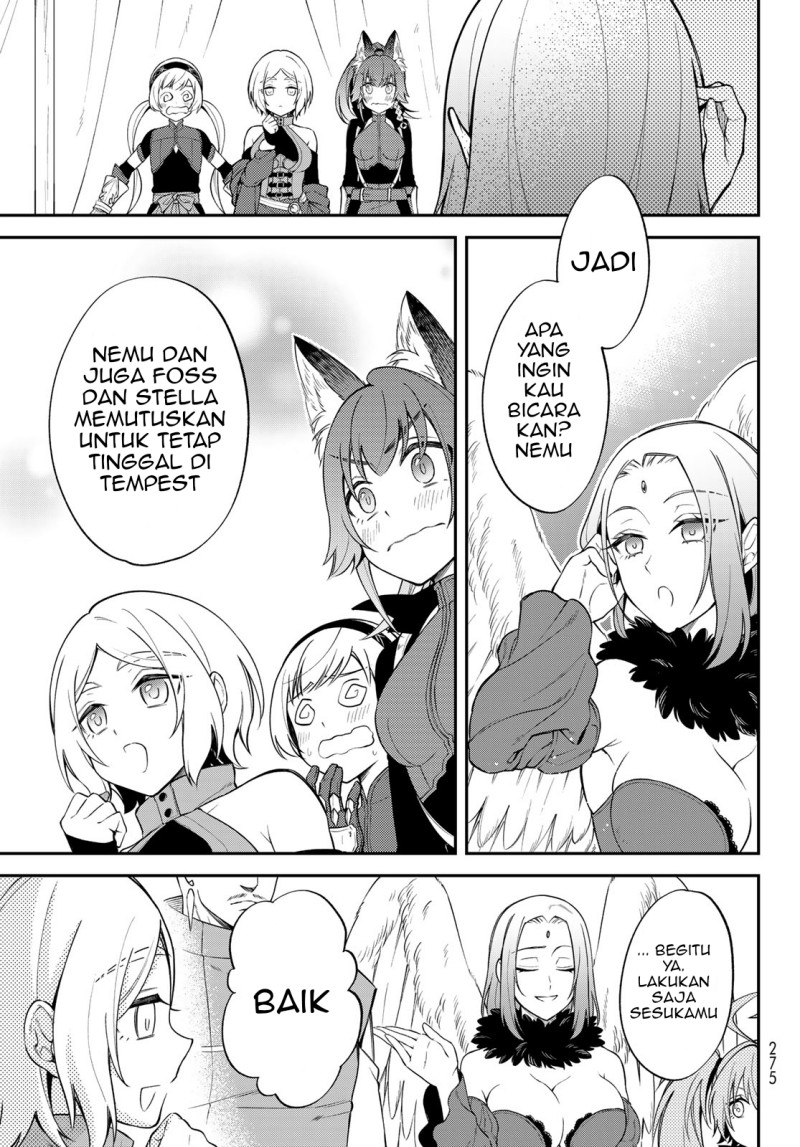 JADI
APA
YANG
INGIN
KAU
BICARA
KAN?
NEMU
NEMU DAN
JUGA FOSS
DAN STELLA
MEMUTUSKAN
UNTUK TETAP
TINGGAL DI
TEMPEST
... BEGITU
YA.
LAKUKAN
SAJA
SESUKAMU
BAIK
275